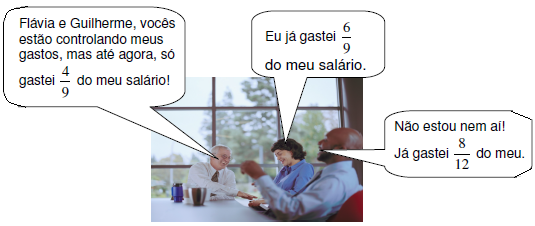 Flávia e Guilherme, vocês
estão controlando meus
gastos, mas até agora, só
gastei 4/9 do meu salário!
Eu já gastei 6/9
do meu salário.
Não estou nem aí!
Já gastei 8/12 do meu.